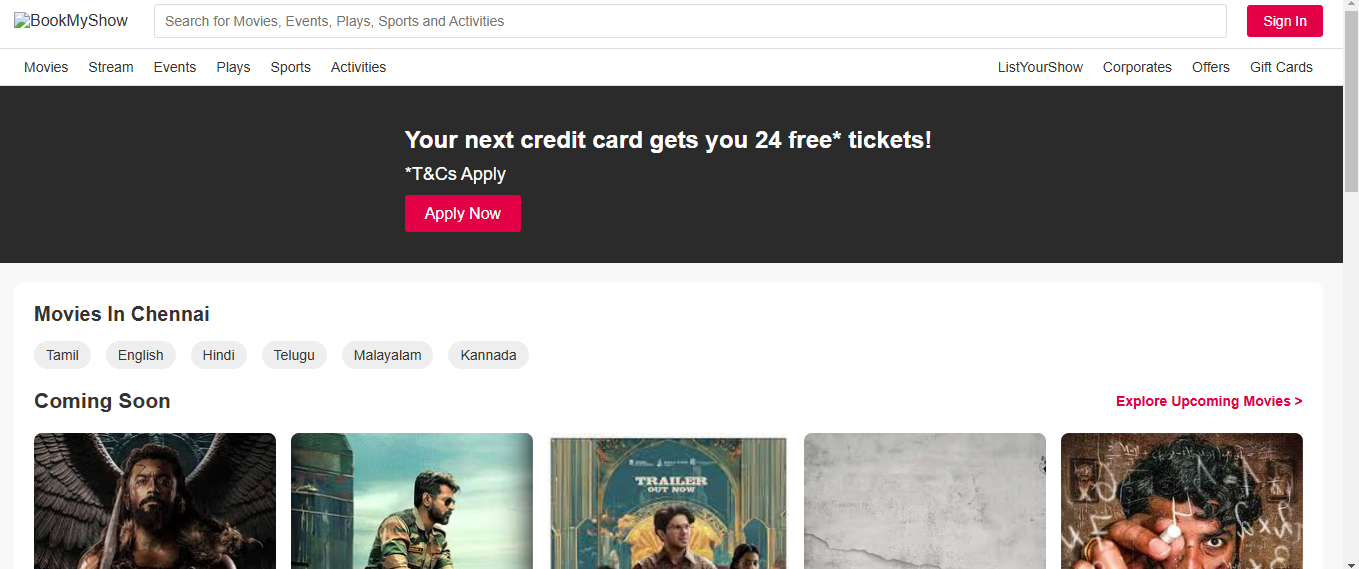 BookMyShow
Search for Movies, Events, Plays, Sports and Activities
Sign In
Movies Stream Events Plays Sports Activities
ListYourShow Corporates Offers Gift Cards
Your next credit card gets you 24 free* tickets!
*T&Cs Apply
Apply Now
Movies In Chennai
Tamil English Hindi Telugu Malayalam Kannada
Coming Soon
Explore Upcoming Movies >
TRAILER
OUT NOW